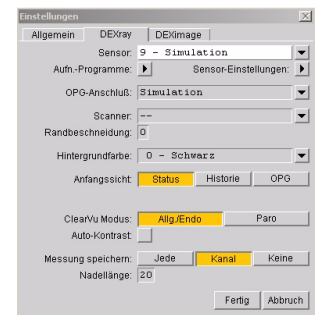 Einstellungen
Allgemein DEXray DEXimage
Sensor: 9 - Simulation
Aufn.-Programme: Sensor-Einstellungen:
OPG-Anschluß: Simulation
Scanner: --
Randbeschneidung: 0
Hintergrundfarbe: 0 - Schwarz
Anfangssicht: Status Historie OPG
ClearVu Modus: Allg./Endo Paro
Auto-Kontrast:
Messung speichern: Jede Kanal Keine
Nadellänge: 20
Fertig Abbruch